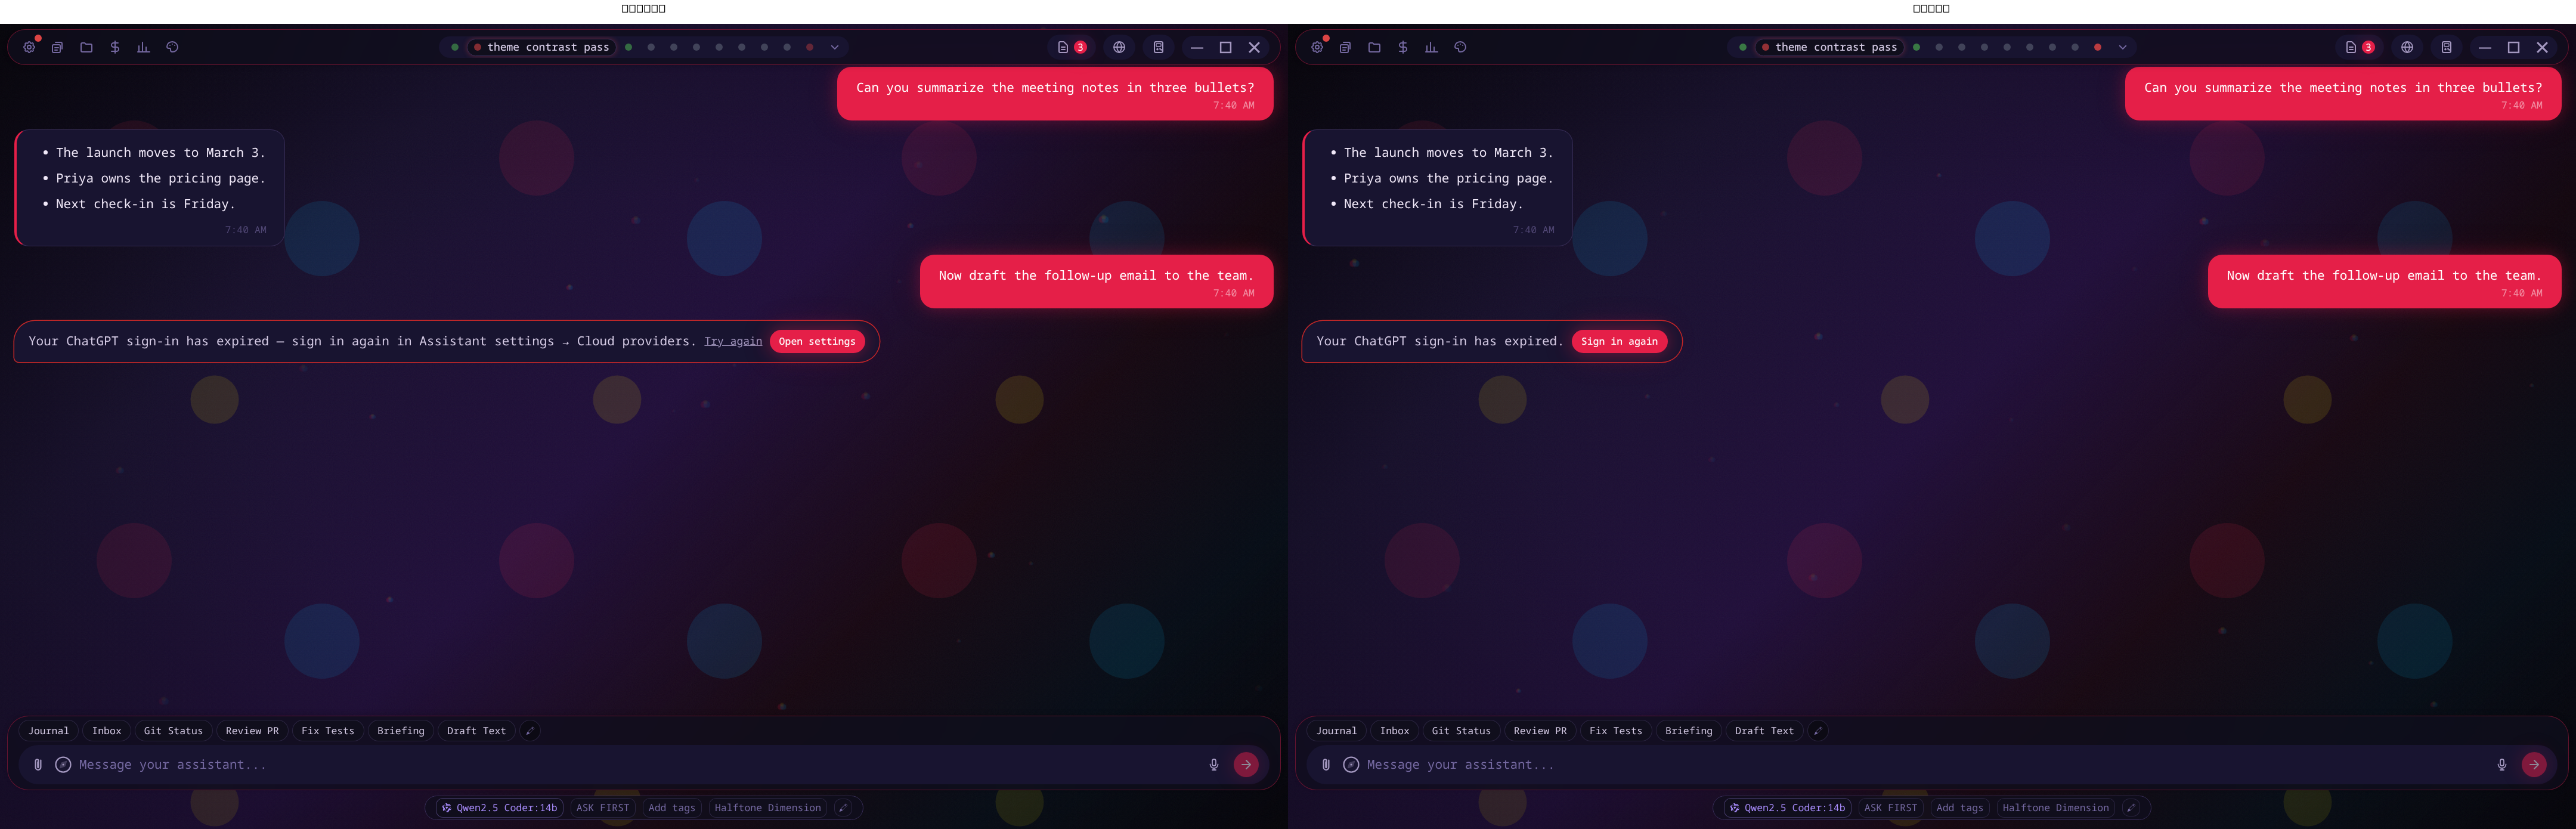 theme contrast pass
3
Can you summarize the meeting notes in three bullets?
7:40 AM
• The launch moves to March 3.
• Priya owns the pricing page.
• Next check-in is Friday.
7:40 AM
Now draft the follow-up email to the team.
7:40 AM
Your ChatGPT sign-in has expired — sign in again in Assistant settings → Cloud providers. Try again Open settings
Journal Inbox Git Status Review PR Fix Tests Briefing Draft Text
Message your assistant...
Qwen2.5 Coder:14b ASK FIRST Add tags Halftone Dimension
theme contrast pass
3
Can you summarize the meeting notes in three bullets?
7:40 AM
• The launch moves to March 3.
• Priya owns the pricing page.
• Next check-in is Friday.
7:40 AM
Now draft the follow-up email to the team.
7:40 AM
Your ChatGPT sign-in has expired. Sign in again
Journal Inbox Git Status Review PR Fix Tests Briefing Draft Text
Message your assistant...
Qwen2.5 Coder:14b ASK FIRST Add tags Halftone Dimension